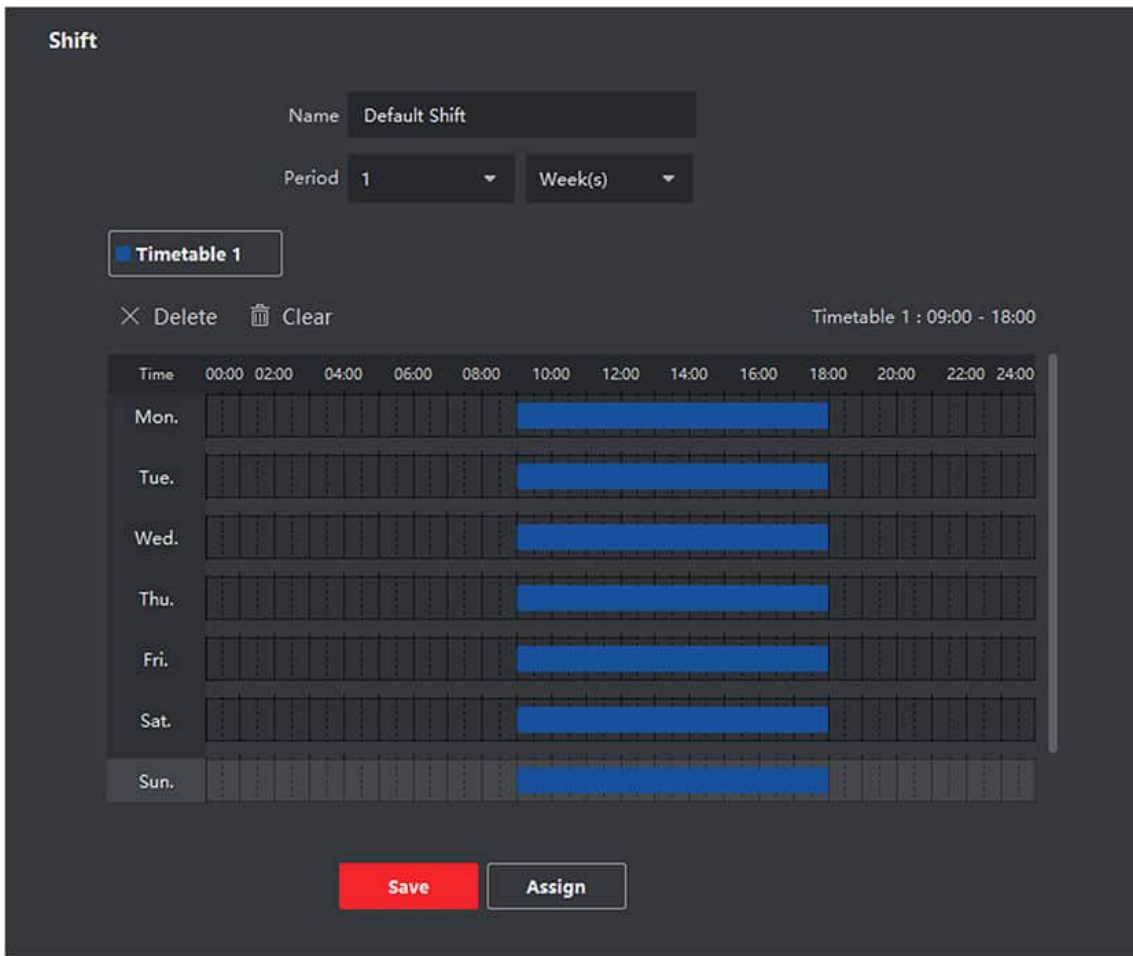 Shift
Name Default Shift
Period 1 Week(s)
Timetable 1
Delete Clear Timetable 1 : 09:00 - 18:00
Time 00:00 02:00 04:00 06:00 08:00 10:00 12:00 14:00 16:00 18:00 20:00 22:00 24:00
Mon.
Tue.
Wed.
Thu.
Fri.
Sat.
Sun.
Save Assign